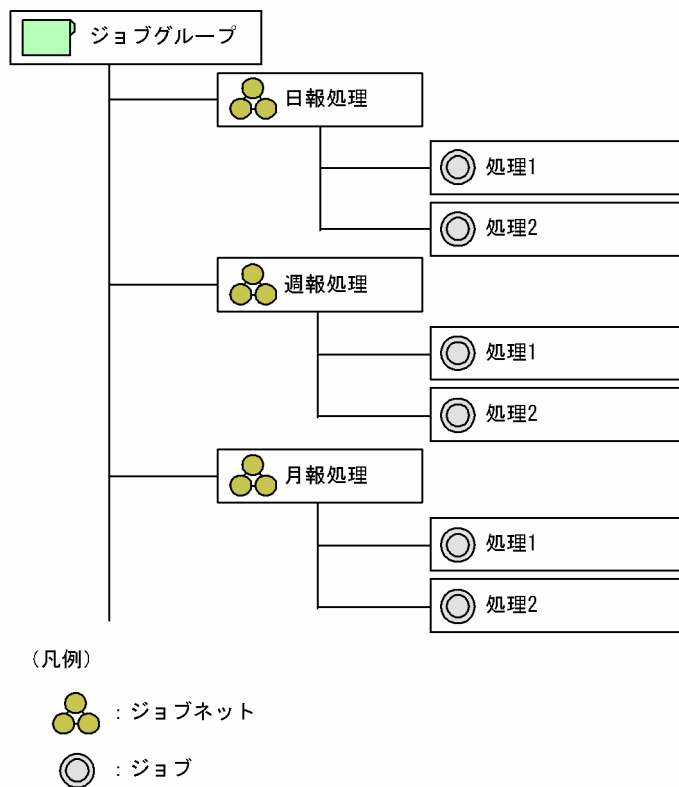 ジョブグループ
日報処理
処理1
処理2
週報処理
処理1
処理2
月報処理
処理1
処理2
（凡例）
：ジョブネット
：ジョブ